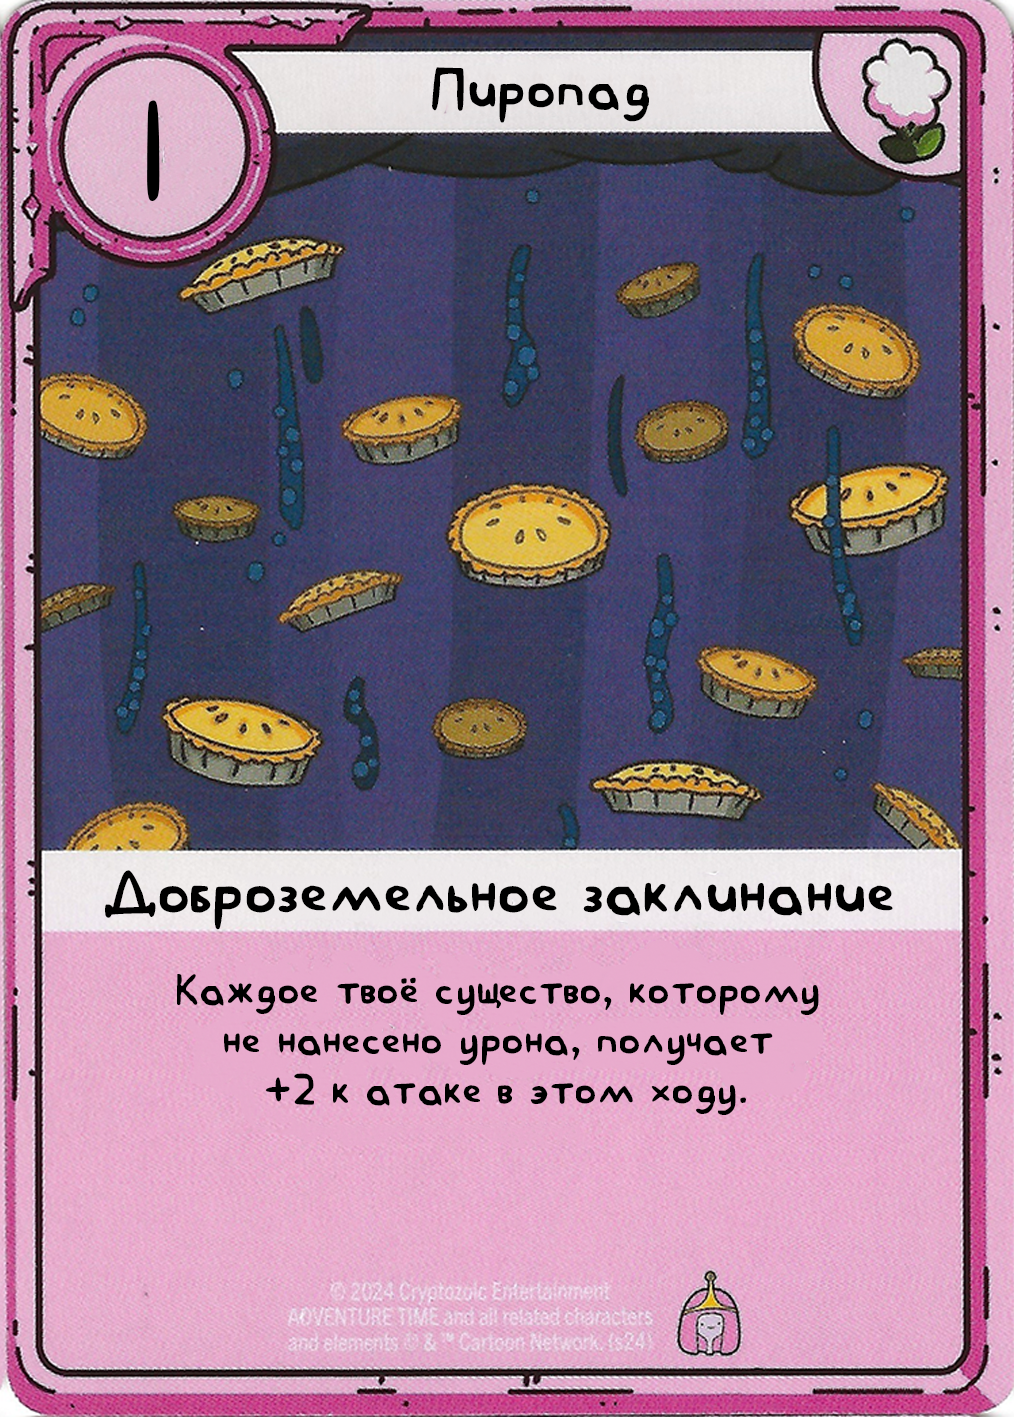 1
Пиропад
Доброземельное заклинание
Каждое твоё существо, которому
не нанесено урона, получает
+2 к атаке в этом ходу.
© 2024 Cryptozoic Entertainment
ADVENTURE TIME and all related characters
and elements © & ™ Cartoon Network. (s24)